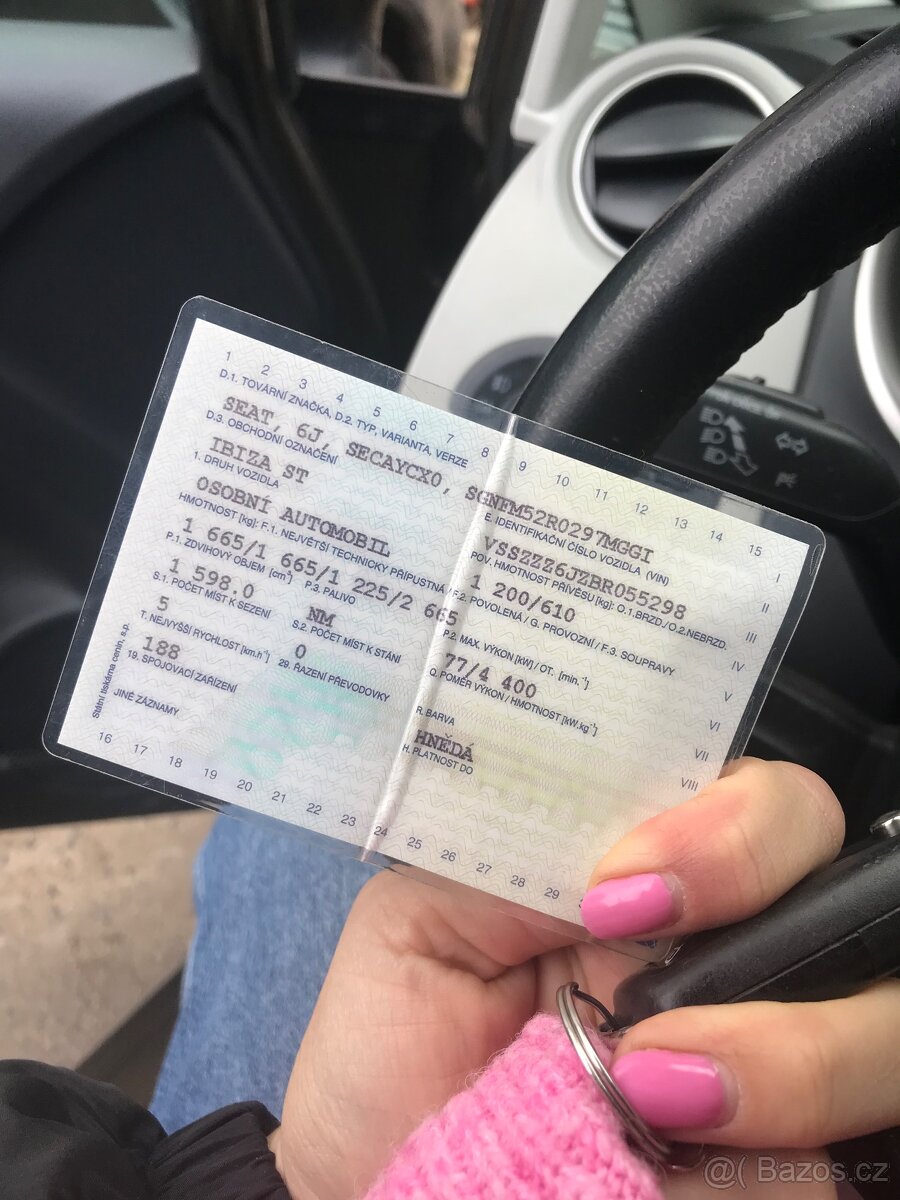 1 2 3 4 5 6 7 8 9 10 11 12 13 14 15
D.1. TOVÁRNÍ ZNAČKA, D.2. TYP, VARIANTA, VERZE
SEAT, 6J, SECAYCX0, SGNFM52R0297MGGI
D.3. OBCHODNÍ OZNAČENÍ E. IDENTIFIKAČNÍ ČÍSLO VOZIDLA (VIN)
IBIZA ST VSSZZZ6JZBR055298
1. DRUH VOZIDLA POV. HMOTNOST PŘÍVĚSU [kg]: O.1.BRZD./O.2.NEBRZD.
OSOBNÍ AUTOMOBIL 1 200/610
HMOTNOST [kg]: F.1. NEJVĚTŠÍ TECHNICKY PŘÍPUSTNÁ /F.2. POVOLENÁ / G. PROVOZNÍ / F.3. SOUPRAVY
1 665/1 665/1 225/2 665
P.1. ZDVIHOVÝ OBJEM [cm³] P.3. PALIVO P.2. MAX. VÝKON [kW] / OT. [min.⁻¹]
1 598.0 NM 77/4 400
S.1. POČET MÍST K SEZENÍ S.2. POČET MÍST K STÁNÍ Q. POMĚR VÝKON / HMOTNOST [kW.kg⁻¹]
5 0
T. NEJVYŠŠÍ RYCHLOST [km.h⁻¹] 29. ŘAZENÍ PŘEVODOVKY R. BARVA
188 HNĚDÁ
19. SPOJOVACÍ ZAŘÍZENÍ H. PLATNOST DO
JINÉ ZÁZNAMY
Státní tiskárna cenin, s.p.
I
II
III
IV
V
VI
VII
VIII
16 17 18 19 20 21 22 23 24 25 26 27 28 29
@( Bazos.cz